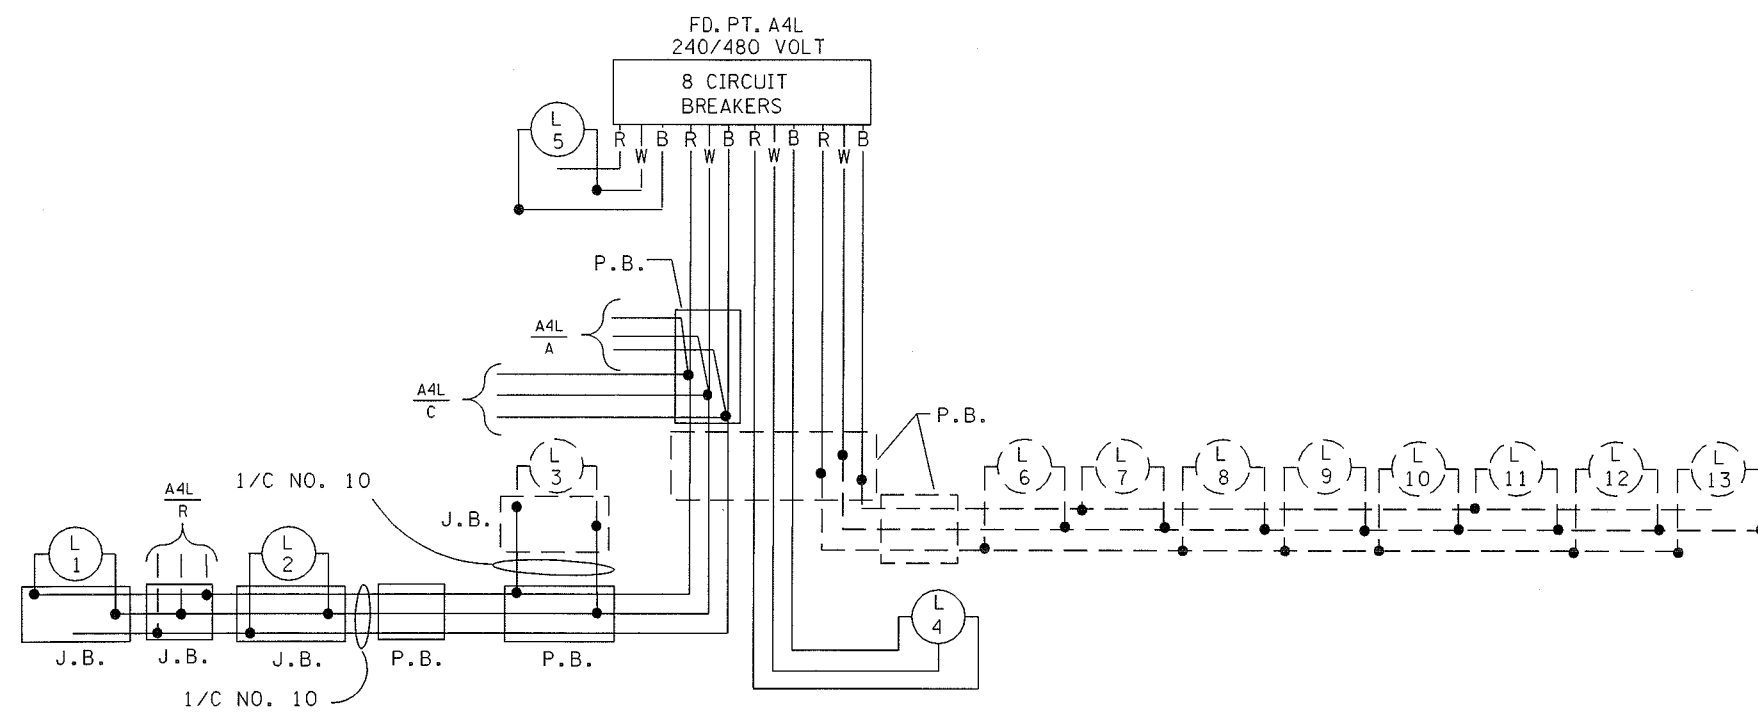 FD. PT. A4L
240/480 VOLT
8 CIRCUIT
BREAKERS
L
5
R
W
B
R
W
B
R
W
B
R
W
B
P.B.
A4L
A
A4L
C
P.B.
L
3
L
6
L
7
L
8
L
9
L
10
L
11
L
12
L
13
1/C NO. 10
A4L
R
J.B.
L
1
L
2
L
4
J.B.
J.B.
J.B.
P.B.
P.B.
1/C NO. 10